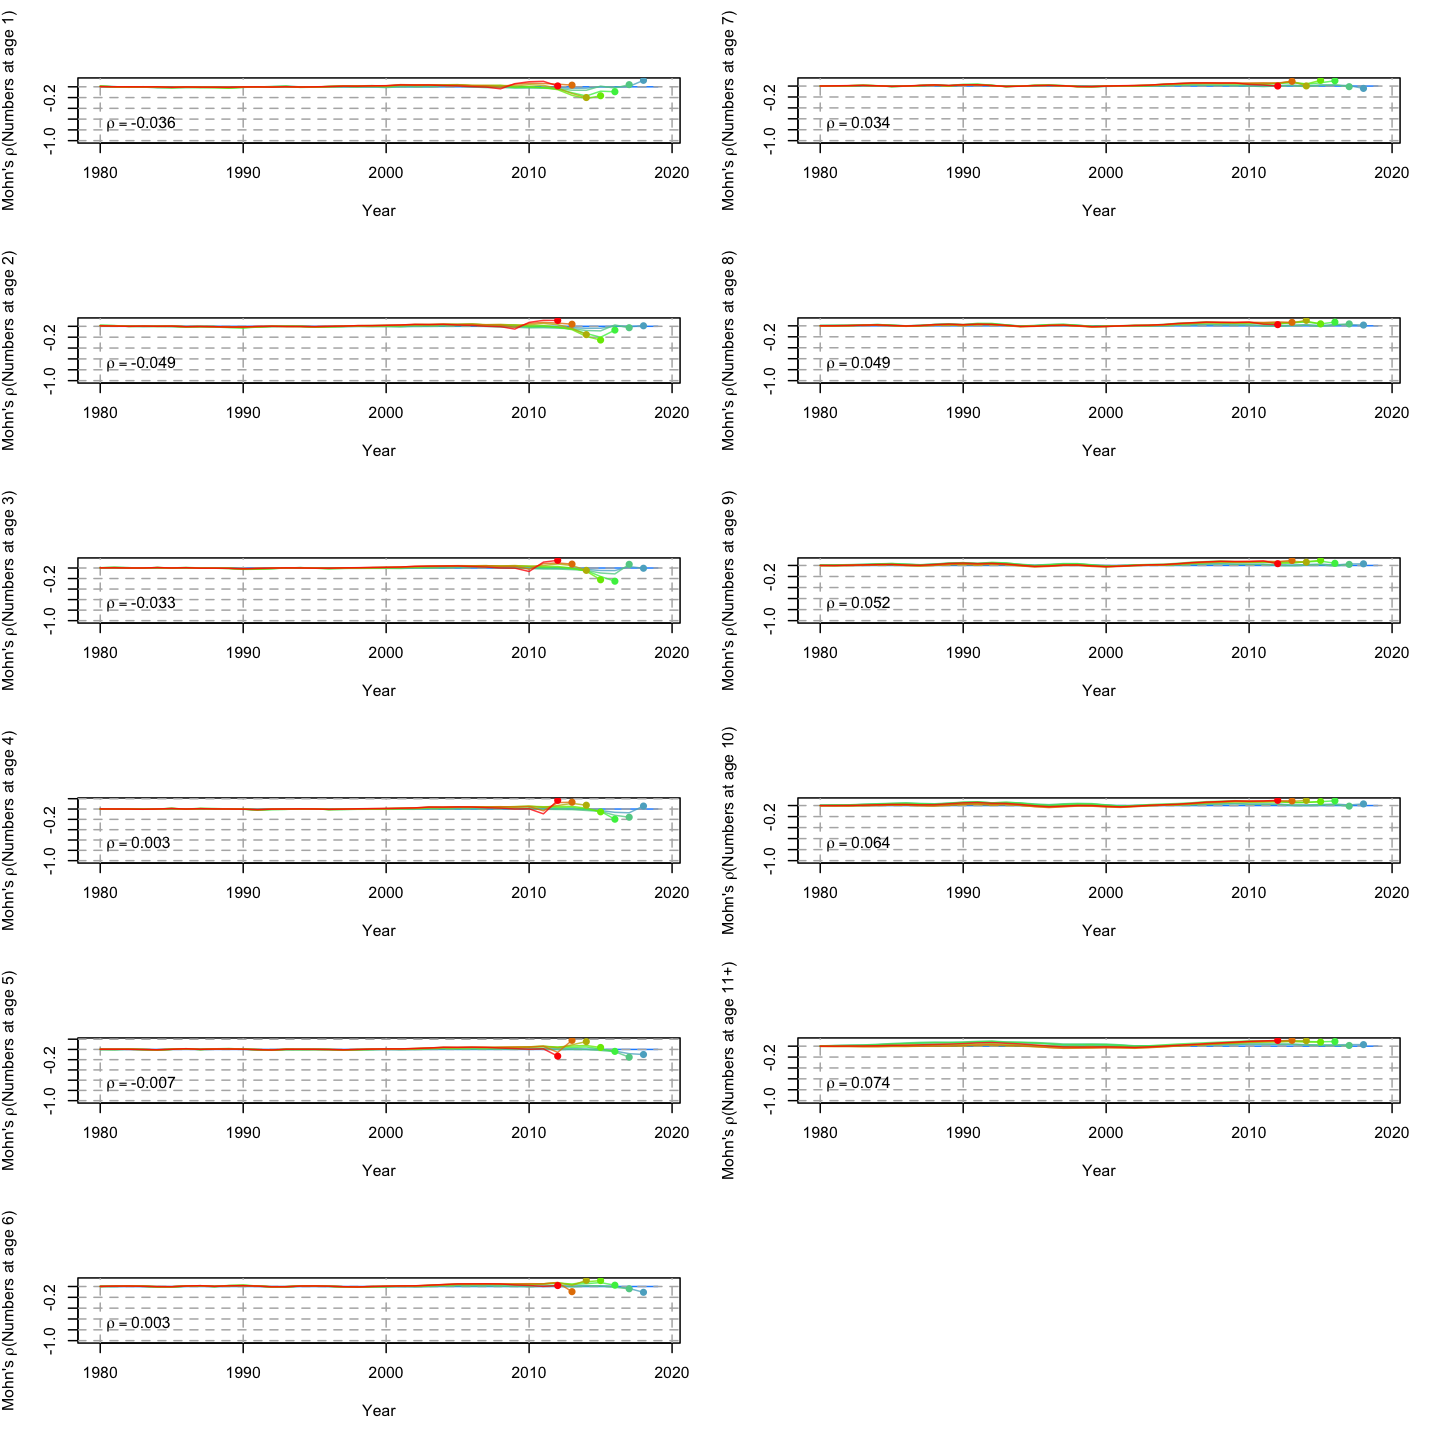 Mohn's ρ(Numbers at age 1)
-0.2
-1.0
ρ = -0.036
1980 1990 2000 2010 2020
Year
Mohn's ρ(Numbers at age 2)
-0.2
-1.0
ρ = -0.049
1980 1990 2000 2010 2020
Year
Mohn's ρ(Numbers at age 3)
-0.2
-1.0
ρ = -0.033
1980 1990 2000 2010 2020
Year
Mohn's ρ(Numbers at age 4)
-0.2
-1.0
ρ = 0.003
1980 1990 2000 2010 2020
Year
Mohn's ρ(Numbers at age 5)
-0.2
-1.0
ρ = -0.007
1980 1990 2000 2010 2020
Year
Mohn's ρ(Numbers at age 6)
-0.2
-1.0
ρ = 0.003
1980 1990 2000 2010 2020
Year
Mohn's ρ(Numbers at age 7)
-0.2
-1.0
ρ = 0.034
1980 1990 2000 2010 2020
Year
Mohn's ρ(Numbers at age 8)
-0.2
-1.0
ρ = 0.049
1980 1990 2000 2010 2020
Year
Mohn's ρ(Numbers at age 9)
-0.2
-1.0
ρ = 0.052
1980 1990 2000 2010 2020
Year
Mohn's ρ(Numbers at age 10)
-0.2
-1.0
ρ = 0.064
1980 1990 2000 2010 2020
Year
Mohn's ρ(Numbers at age 11+)
-0.2
-1.0
ρ = 0.074
1980 1990 2000 2010 2020
Year